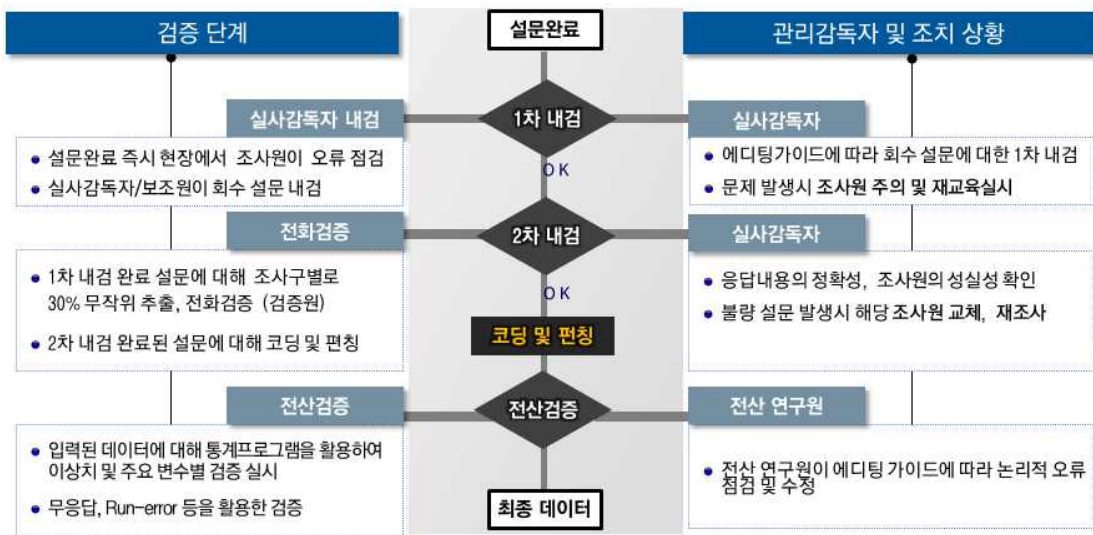 검증 단계
설문완료
관리감독자 및 조치 상황
실사감독자 내검
1차 내검
실사감독자
설문완료 즉시 현장에서 조사원이 오류 점검
실사감독자/보조원이 회수 설문 내검
OK
에디팅가이드에 따라 회수 설문에 대한 1차 내검
문제 발생시 조사원 주의 및 재교육실시
전화검증
2차 내검
실사감독자
1차 내검 완료 설문에 대해 조사구별로
30% 무작위 추출, 전화검증 (검증원)
2차 내검 완료된 설문에 대해 코딩 및 펀칭
OK
코딩 및 펀칭
응답내용의 정확성, 조사원의 성실성 확인
불량 설문 발생시 해당 조사원 교체, 재조사
전산검증
전산검증
전산 연구원
입력된 데이터에 대해 통계프로그램을 활용하여
이상치 및 주요 변수별 검증 실시
무응답, Run-error 등을 활용한 검증
최종 데이터
전산 연구원이 에디팅 가이드에 따라 논리적 오류
점검 및 수정